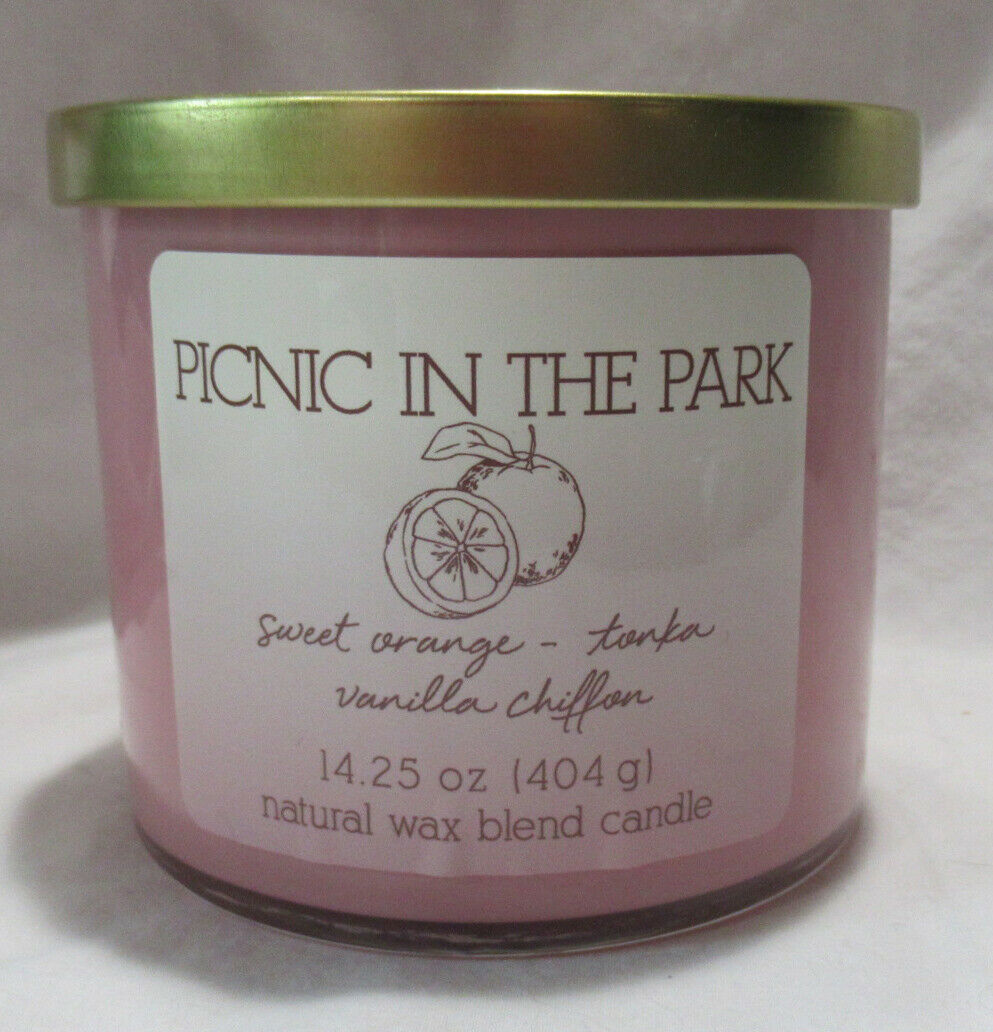 PICNIC IN THE PARK
sweet orange - tonka
vanilla chiffon
14.25 oz (404 g)
natural wax blend candle